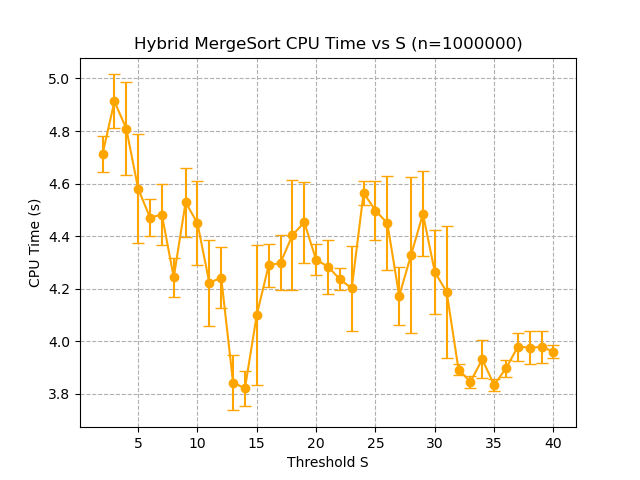 Hybrid MergeSort CPU Time vs S (n=1000000)
5.0
4.8
4.6
4.4
4.2
4.0
3.8
CPU Time (s)
5 10 15 20 25 30 35 40
Threshold S